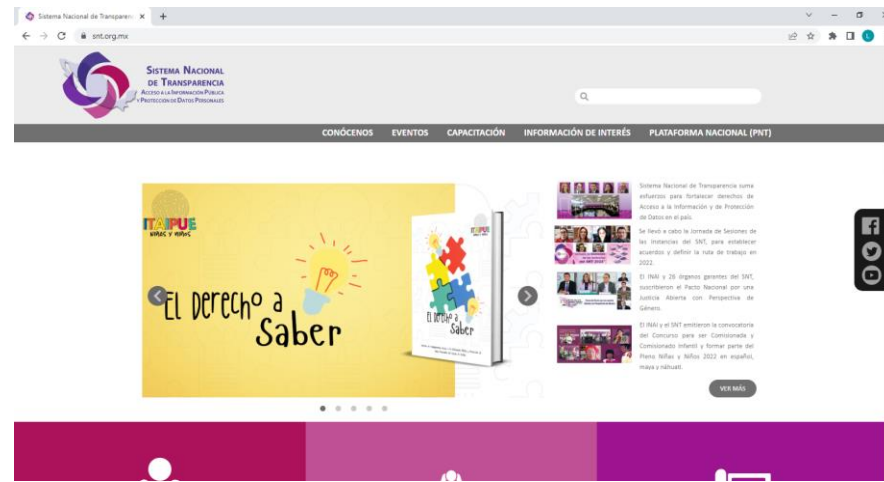 Sistema Nacional de Transparen
snt.org.mx
SISTEMA NACIONAL
DE TRANSPARENCIA
ACCESO A LA INFORMACIÓN PÚBLICA
Y PROTECCIÓN DE DATOS PERSONALES
CONÓCENOS EVENTOS CAPACITACIÓN INFORMACIÓN DE INTERÉS PLATAFORMA NACIONAL (PNT)
ITAIPUE
NIÑAS Y NIÑOS
El Derecho a
Saber
El Derecho a
Saber
Sistema Nacional de Transparencia suma
esfuerzos para fortalecer derechos de
Acceso a la Información y de Protección
de Datos en el país.
Se llevó a cabo la Jornada de Sesiones de
las Instancias del SNT, para establecer
acuerdos y definir la ruta de trabajo en
2022.
El INAI y 28 órganos garantes del SNT,
suscribieron el Pacto Nacional por una
Justicia Abierta con Perspectiva de
Género.
El INAI y el SNT emitieron la convocatoria
del Concurso para ser Comisionada y
Comisionado Infantil y formar parte del
Pleno Niñas y Niños 2022 en español,
maya y náhuatl.
VER MÁS